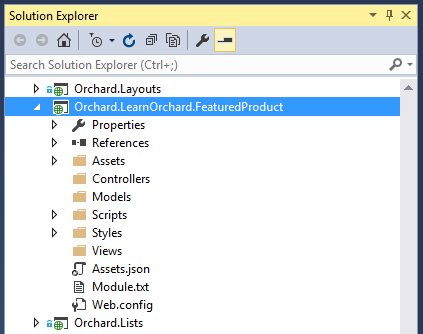 Solution Explorer
Search Solution Explorer (Ctrl+;)
Orchard.Layouts
Orchard.LearnOrchard.FeaturedProduct
Properties
References
Assets
Controllers
Models
Scripts
Styles
Views
Assets.json
Module.txt
Web.config
Orchard.Lists